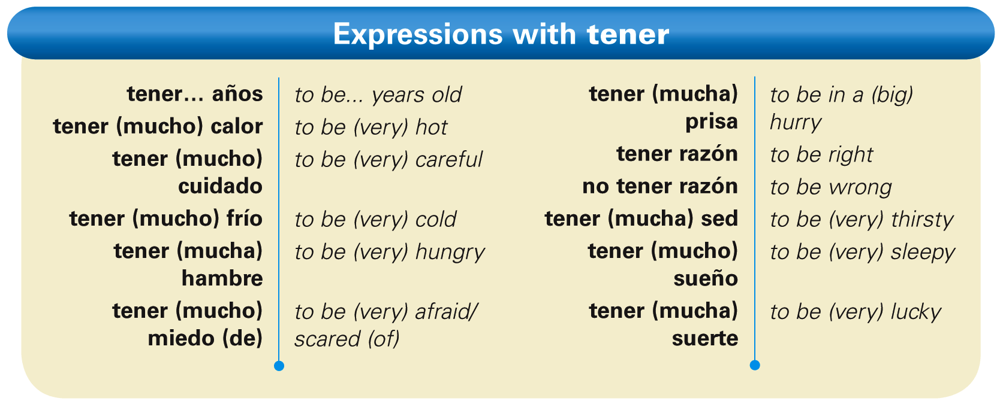 Expressions with tener
tener... años
to be... years old
tener (mucho) calor
to be (very) hot
tener (mucho)
cuidado
to be (very) careful
tener (mucho) frío
to be (very) cold
tener (mucha)
hambre
to be (very) hungry
tener (mucho)
miedo (de)
to be (very) afraid/
scared (of)
tener (mucha)
prisa
to be in a (big)
hurry
tener razón
to be right
no tener razón
to be wrong
tener (mucha) sed
to be (very) thirsty
tener (mucho)
sueño
to be (very) sleepy
tener (mucha)
suerte
to be (very) lucky